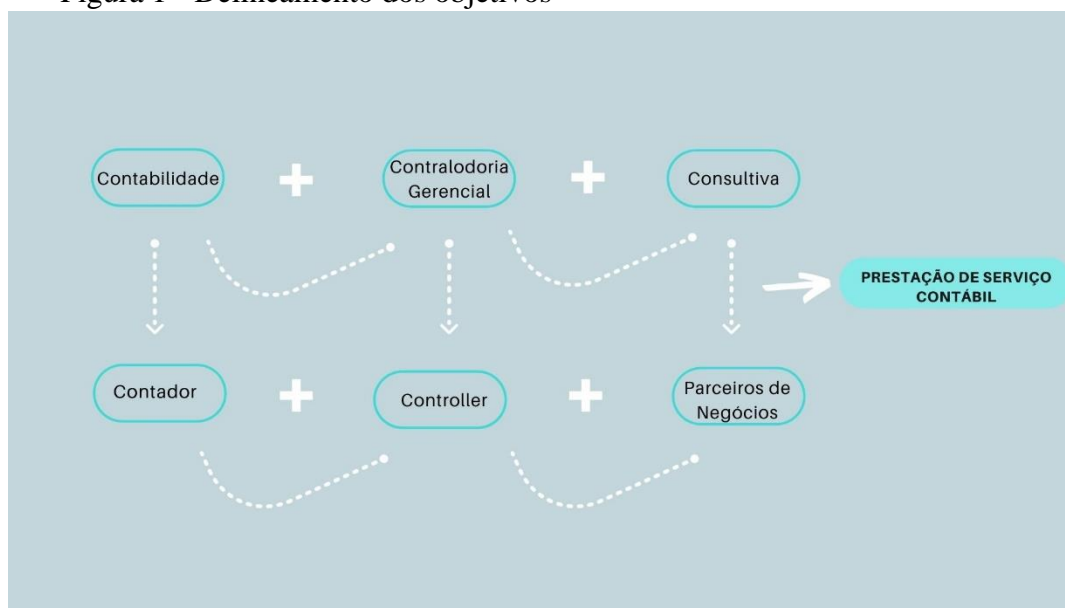 Figura 1 - Delineamento dos objetivos
Contabilidade
Contralodoria
Gerencial
Consultiva
PRESTAÇÃO DE SERVIÇO
CONTÁBIL
Contador
Controller
Parceiros de
Negócios